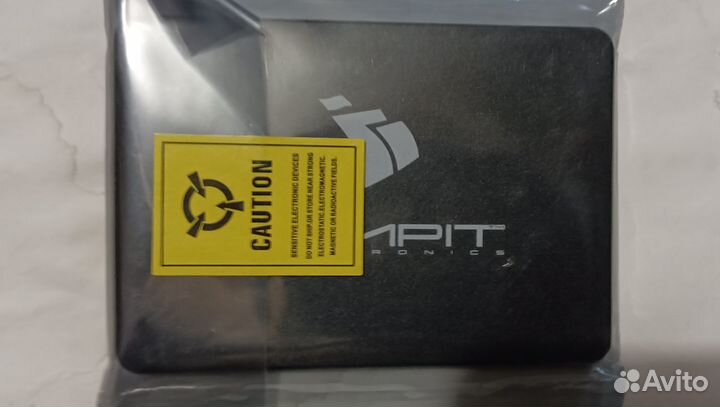 CAUTION
SENSITIVE ELECTRONIC DEVICES
DO NOT SHIP OR STORE NEAR STRONG
ELECTROSTATIC, ELECTROMAGNETIC,
MAGNETIC OR RADIOACTIVE FIELDS.
MPIT™
RONICS
Avito